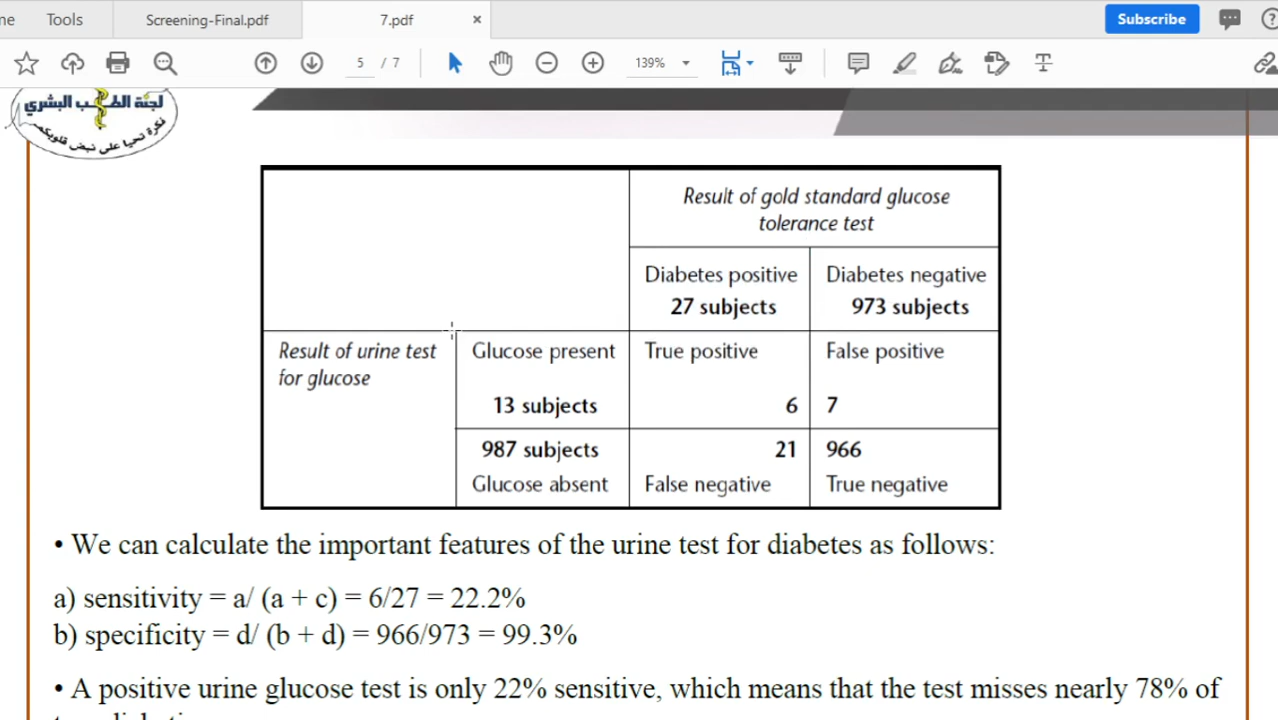 ne Tools Screening-Final.pdf 7.pdf ×
Subscribe
5 / 7 139%
لجنة الطب البشري
فكرة تحيا على نبض قلوبكم
Result of gold standard glucose
tolerance test
Diabetes positive Diabetes negative
27 subjects 973 subjects
Result of urine test Glucose present True positive False positive
for glucose
13 subjects 6 7
987 subjects 21 966
Glucose absent False negative True negative
• We can calculate the important features of the urine test for diabetes as follows:
a) sensitivity = a/ (a + c) = 6/27 = 22.2%
b) specificity = d/ (b + d) = 966/973 = 99.3%
• A positive urine glucose test is only 22% sensitive, which means that the test misses nearly 78% of